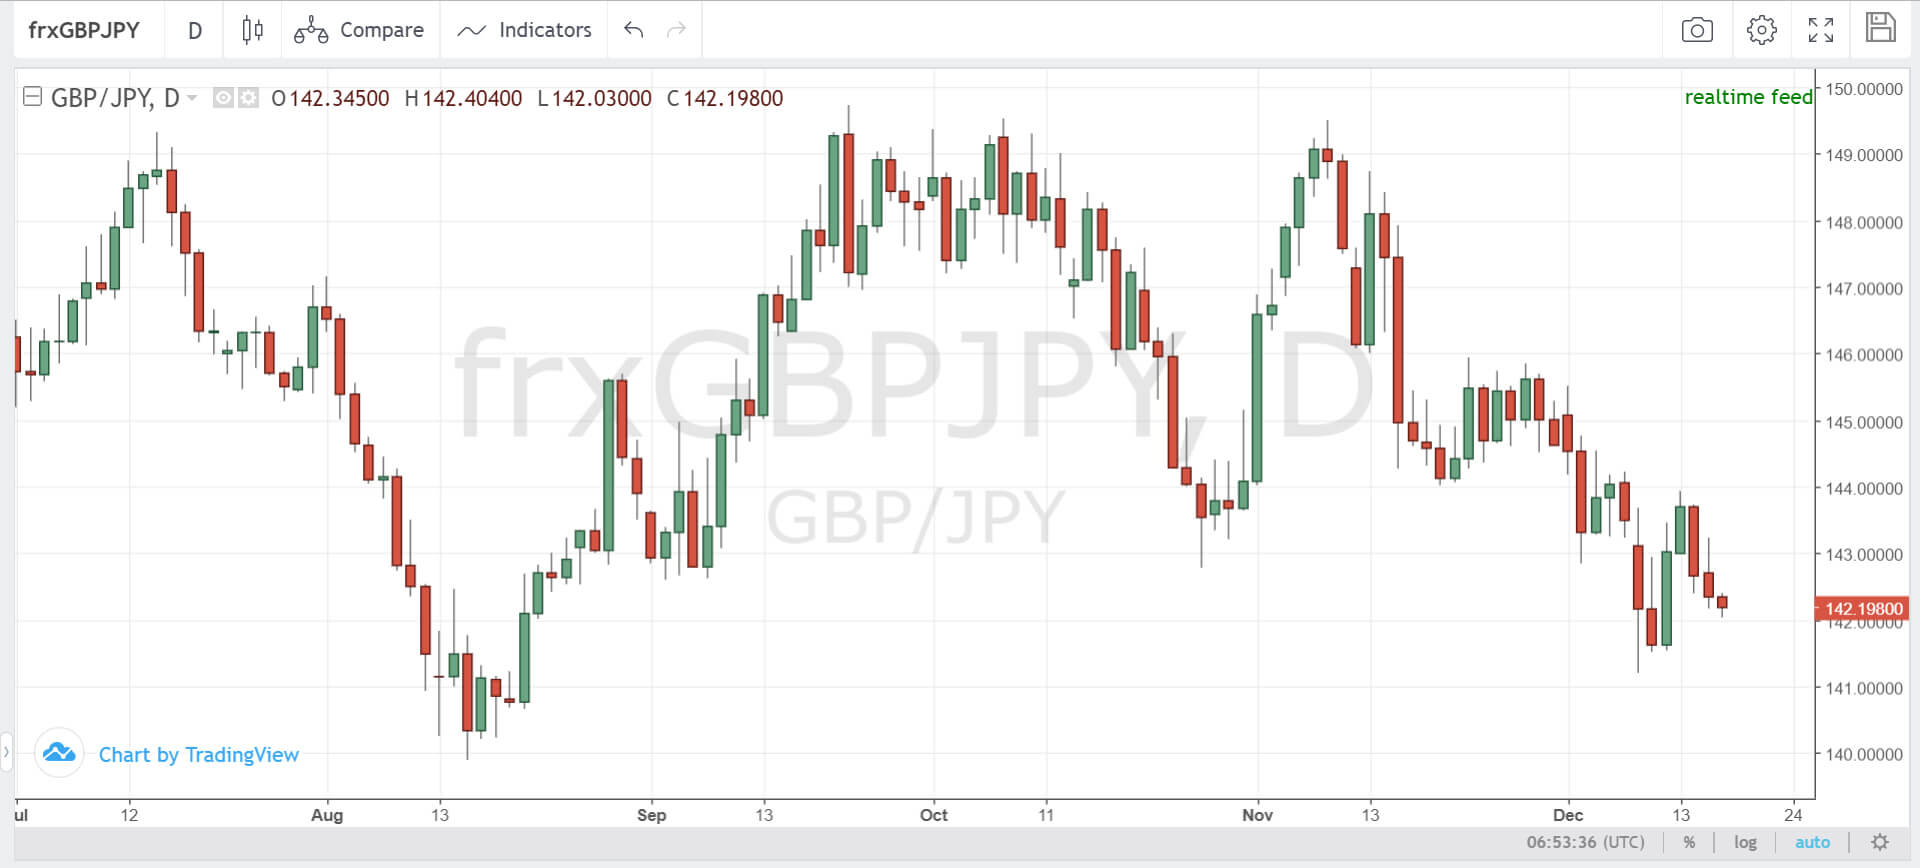 frxGBPJPY D Compare Indicators
GBP/JPY, D O 142.34500 H 142.40400 L 142.03000 C 142.19800
realtime feed
150.00000
149.00000
148.00000
147.00000
146.00000
145.00000
144.00000
143.00000
142.19800
142.00000
141.00000
140.00000
frxGBPJPY, D
GBP/JPY
Chart by TradingView
ul 12 Aug 13 Sep 13 Oct 11 Nov 13 Dec 13 24
06:53:36 (UTC) % log auto